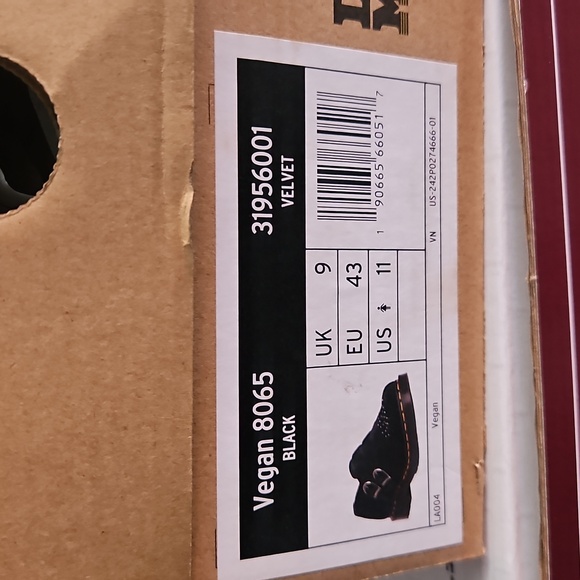 Vegan 8065
BLACK
31956001
VELVET
UK 9
EU 43
US 11
1 90665 66051 7
LA004
Vegan
VN
US-242P0274666-01